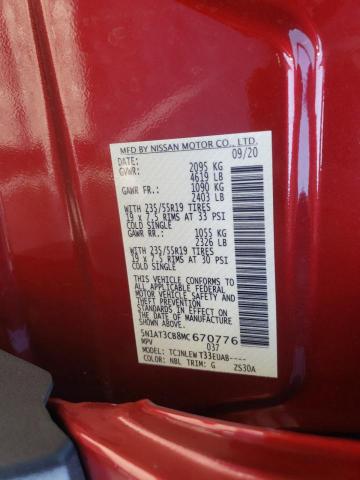 MFD BY NISSAN MOTOR CO., LTD.
DATE: 09/20
GVWR: 2095 KG
4619 LB
GAWR FR.: 1090 KG
2403 LB
WITH 235/55R19 TIRES
19 x 7.5 RIMS AT 33 PSI
COLD SINGLE
GAWR RR.: 1055 KG
2326 LB
WITH 235/55R19 TIRES
19 x 7.5 RIMS AT 30 PSI
COLD SINGLE
THIS VEHICLE CONFORMS TO
ALL APPLICABLE FEDERAL
MOTOR VEHICLE SAFETY AND
THEFT PREVENTION
STANDARDS IN EFFECT ON
THE DATE OF MANUFACTURE
SHOWN ABOVE.
5N1AT3CB8MC670776
MPV 037
TYPE: TCJNLEWT33EUAB----
COLOR: NBL TRIM: G ZS30A